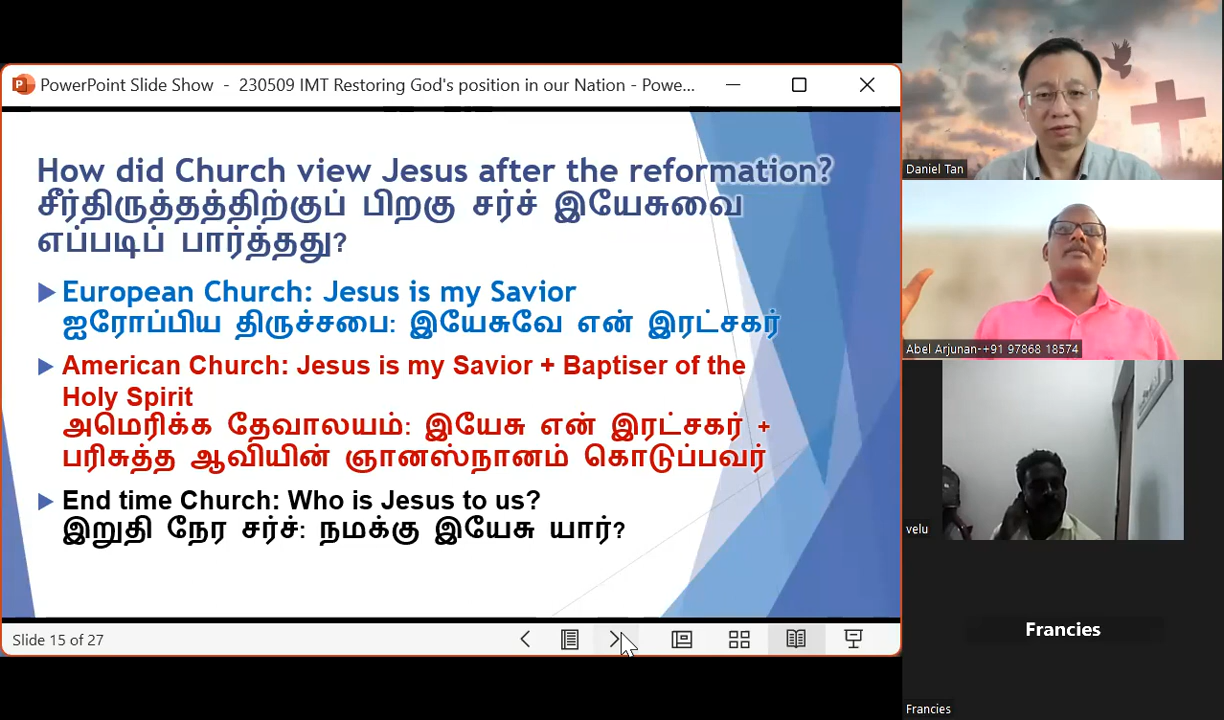 PowerPoint Slide Show - 230509 IMT Restoring God's position in our Nation - Powe...
How did Church view Jesus after the reformation?
சீர்திருத்தத்திற்குப் பிறகு சர்ச் இயேசுவை
எப்படிப் பார்த்தது?
European Church: Jesus is my Savior
ஐரோப்பிய திருச்சபை: இயேசுவே என் இரட்சகர்
American Church: Jesus is my Savior + Baptiser of the
Holy Spirit
அமெரிக்க தேவாலயம்: இயேசு என் இரட்சகர் +
பரிசுத்த ஆவியின் ஞானஸ்நானம் கொடுப்பவர்
End time Church: Who is Jesus to us?
இறுதி நேர சர்ச்: நமக்கு இயேசு யார்?
Slide 15 of 27
Daniel Tan
Abel Arjunan-+91 97868 18574
velu
Francies
Francies